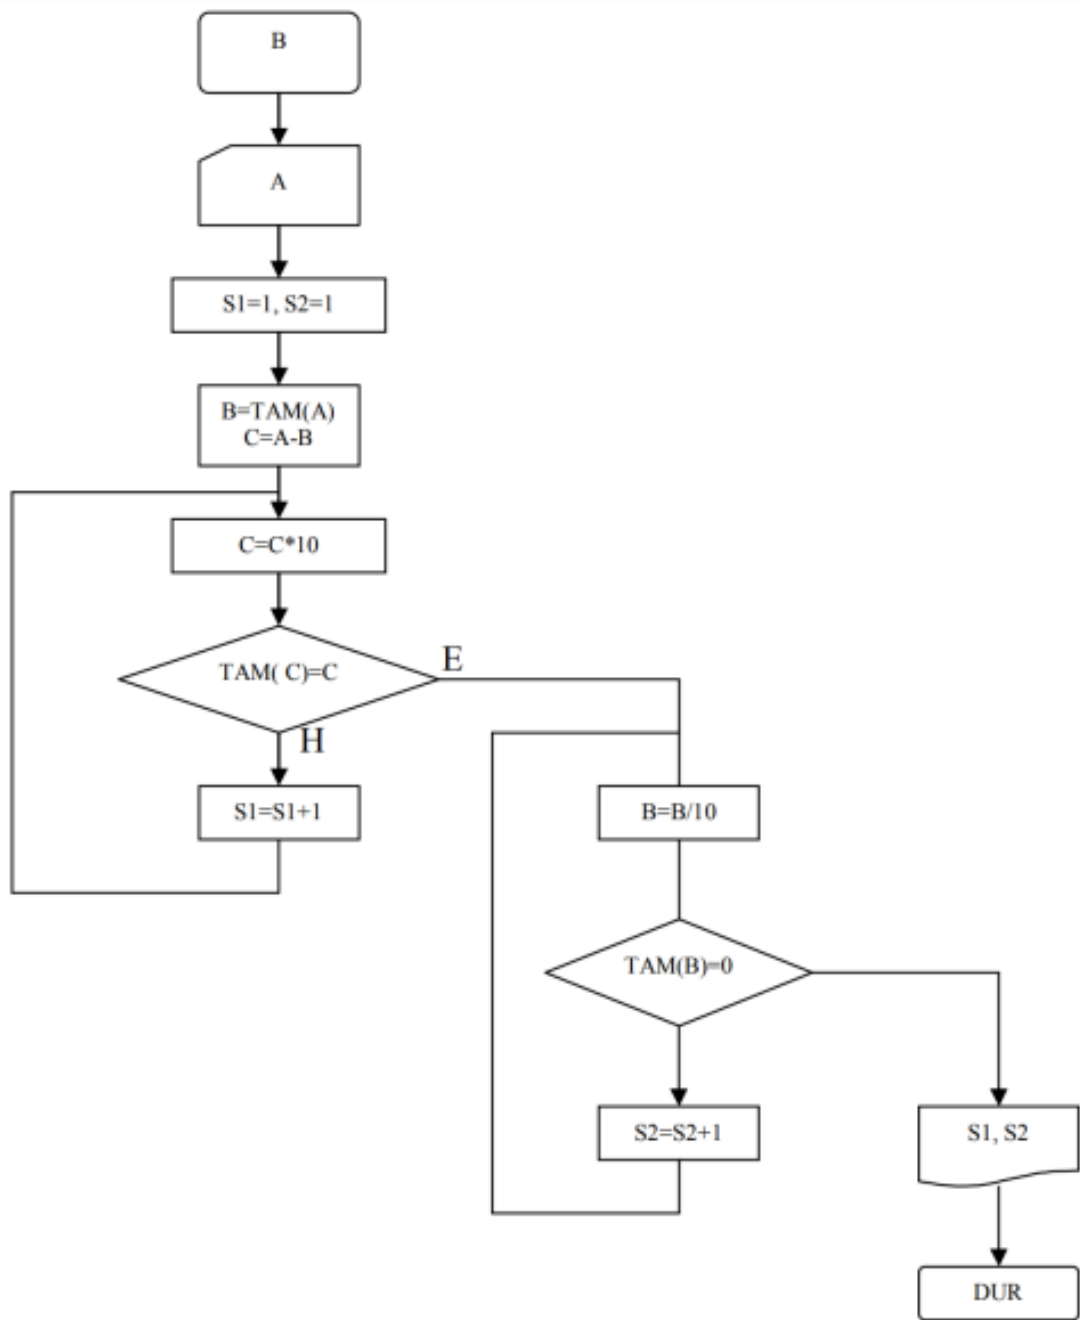 B
A
S1=1, S2=1
B=TAM(A)
C=A-B
C=C*10
TAM( C)=C
E
H
S1=S1+1
B=B/10
TAM(B)=0
S2=S2+1
S1, S2
DUR